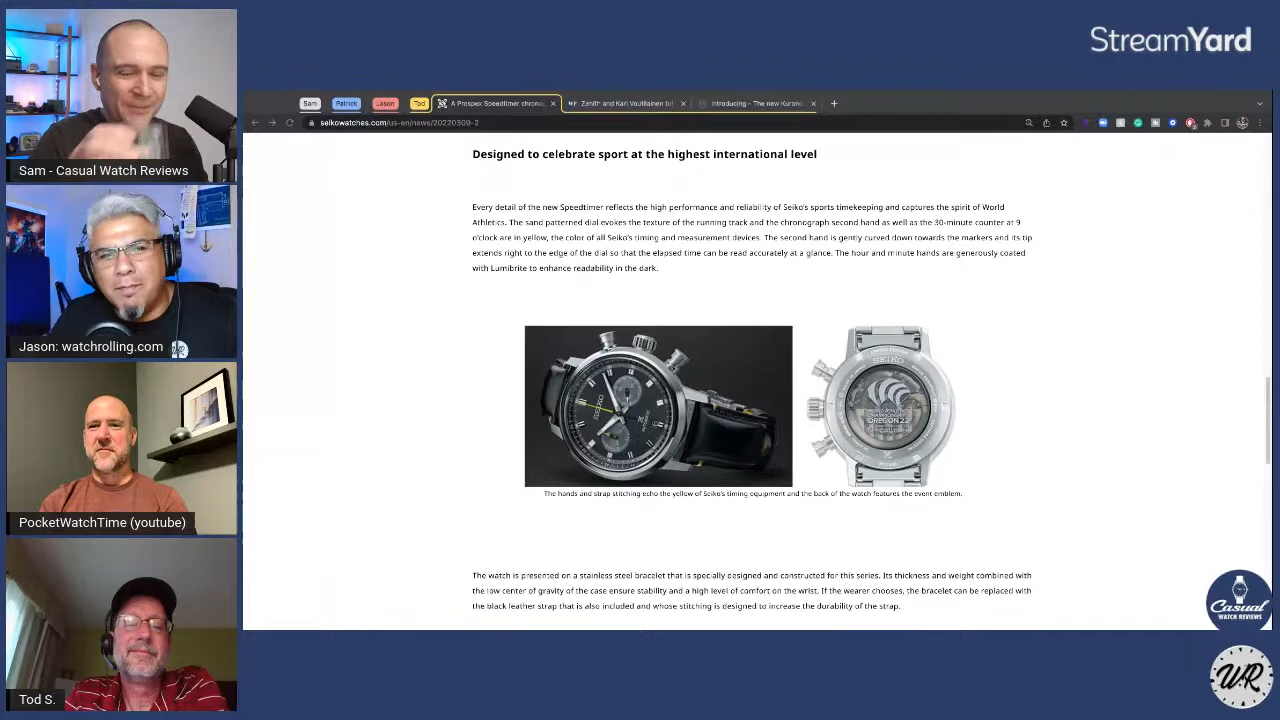 StreamYard
Sam
Patrick
Jason
Tod
A Prospex Speedtimer chrono
Zenith and Kari Voutilainen br
Introducing - The new Kurono
seikowatches.com/us-en/news/20220309-2
Designed to celebrate sport at the highest international level
Every detail of the new Speedtimer reflects the high performance and reliability of Seiko's sports timekeeping and captures the spirit of World
Athletics. The sand patterned dial evokes the texture of the running track and the chronograph second hand as well as the 30-minute counter at 9
o'clock are in yellow, the color of all Seiko's timing and measurement devices. The second hand is gently curved down towards the markers and its tip
extends right to the edge of the dial so that the elapsed time can be read accurately at a glance. The hour and minute hands are generously coated
with Lumibrite to enhance readability in the dark.
SEIKO
SEIKO
OREGON22
The hands and strap stitching echo the yellow of Seiko's timing equipment and the back of the watch features the event emblem.
The watch is presented on a stainless steel bracelet that is specially designed and constructed for this series. Its thickness and weight combined with
the low center of gravity of the case ensure stability and a high level of comfort on the wrist. If the wearer chooses, the bracelet can be replaced with
the black leather strap that is also included and whose stitching is designed to increase the durability of the strap.
Sam - Casual Watch Reviews
Jason: watchrolling.com
PocketWatchTime (youtube)
Tod S.
Casual
WATCH REVIEWS
WR